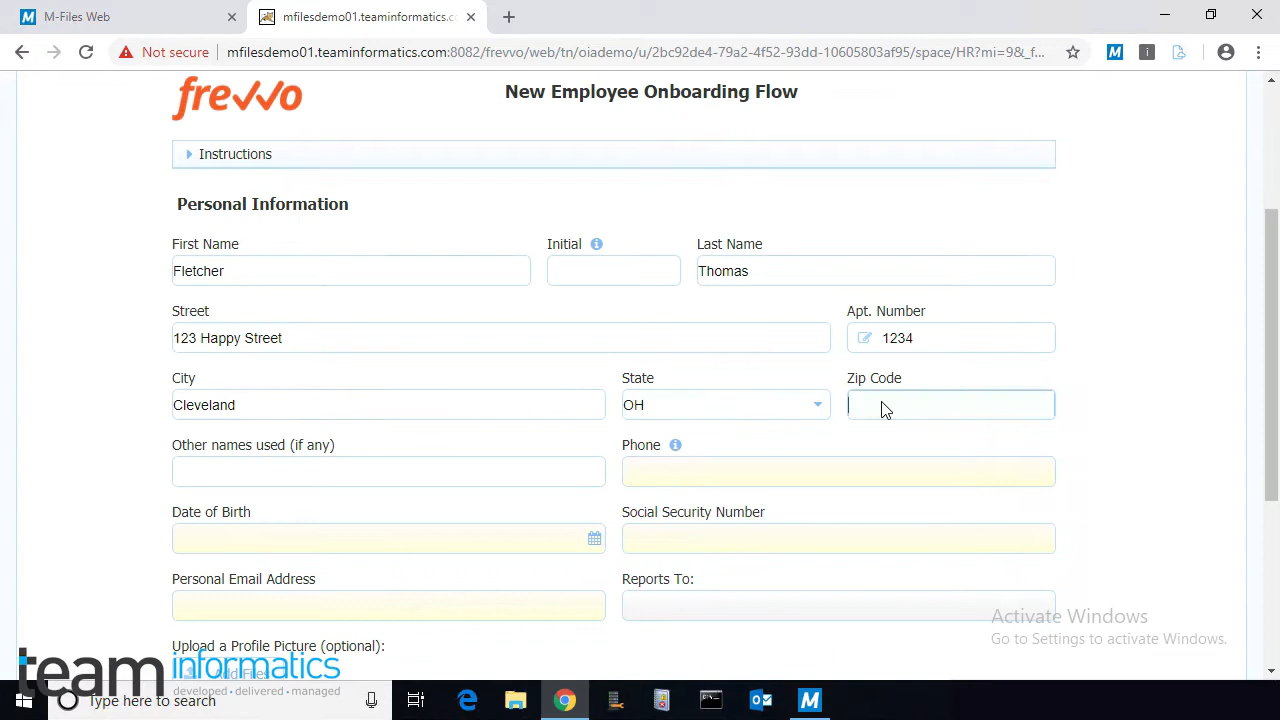 M-Files Web
mfilesdemo01.teaminformatics.co
Not secure
mfilesdemo01.teaminformatics.com:8082/frevvo/web/tn/oiademo/u/2bc92de4-79a2-4f52-b3dd-10605803af95/space/HR?mi=9&_f...
frevvo
New Employee Onboarding Flow
Instructions
Personal Information
First Name Initial Last Name
Fletcher Thomas
Street Apt. Number
123 Happy Street 1234
City State Zip Code
Cleveland OH
Other names used (if any) Phone
Date of Birth Social Security Number
Personal Email Address Reports To:
Activate Windows
Go to Settings to activate Windows.
Upload a Profile Picture (optional):
Add Files
team informatics
developed • delivered • managed
Type here to search